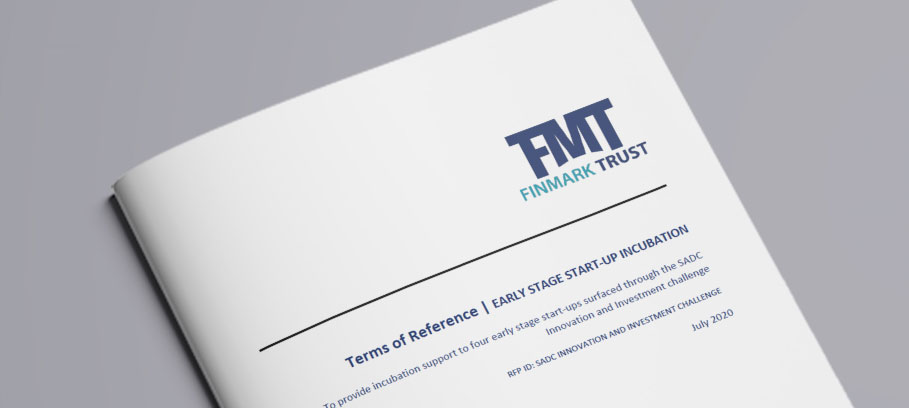 FMT
FINMARK TRUST
Terms of Reference | EARLY STAGE START-UP INCUBATION
To provide incubation support to four early stage start-ups surfaced through the SADC
Innovation and Investment challenge
RFP ID: SADC INNOVATION AND INVESTMENT CHALLENGE
July 2020